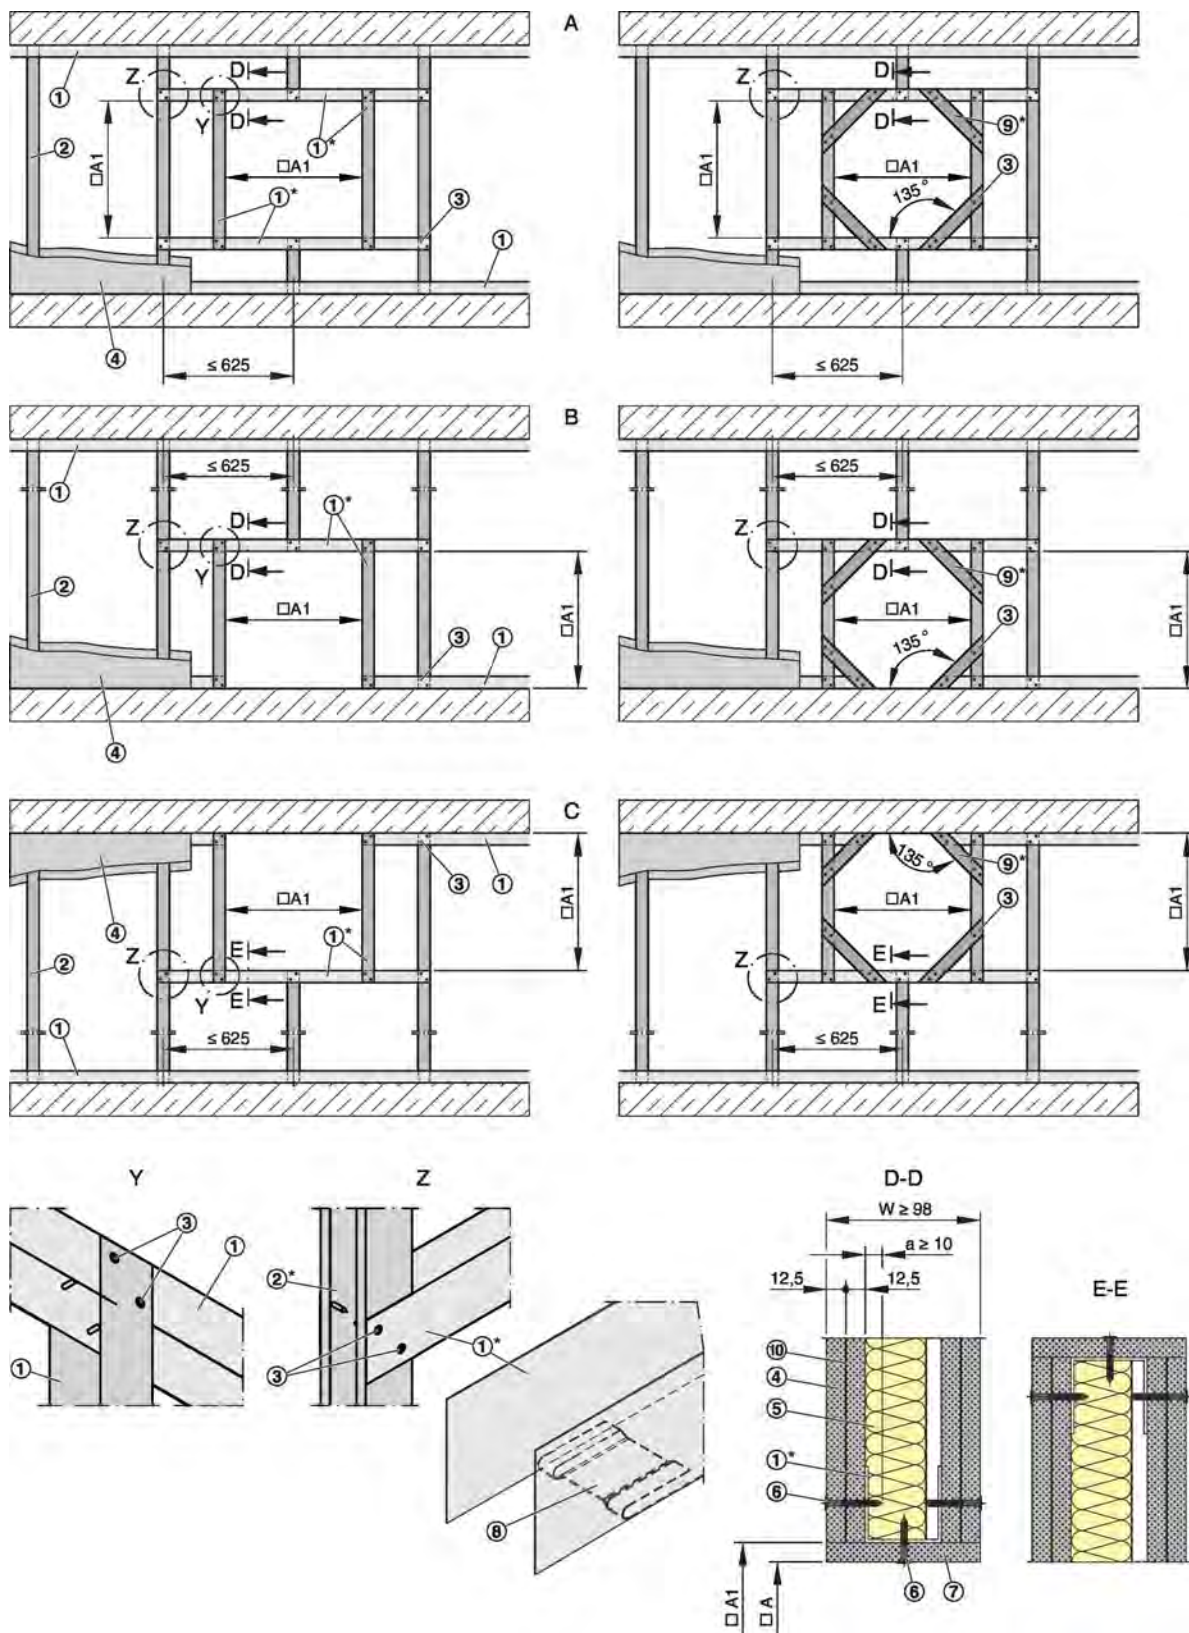 A
① Z D
Y D
② □A1 ①*
□A1
①* ③
①
④
≤ 625
Z D
D ⑨*
□A1 □A1 ③
135°
≤ 625
B
① ≤ 625
①*
Z D
Y D
② □A1 □A1
③ ①
④
≤ 625
Z D
D ⑨*
□A1 ③ □A1
135°
C
③ ①
④ □A1 □A1
② ①*
Z E
Y E
① ≤ 625
135° ⑨*
□A1 ③ □A1
Z E
E
≤ 625
Y
③
①
①
Z
②*
①*
③
⑧
D-D
W ≥ 98
a ≥ 10
12,5 12,5
⑩
④
⑤
①*
⑥
⑥ ⑦
□ A1 □ A
E-E